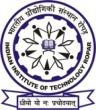 भारतीय प्रौद्योगिकी संस्थान रोपड़
INDIAN INSTITUTE OF TECHNOLOGY ROPAR
धियो यो नः प्रचोदयात्